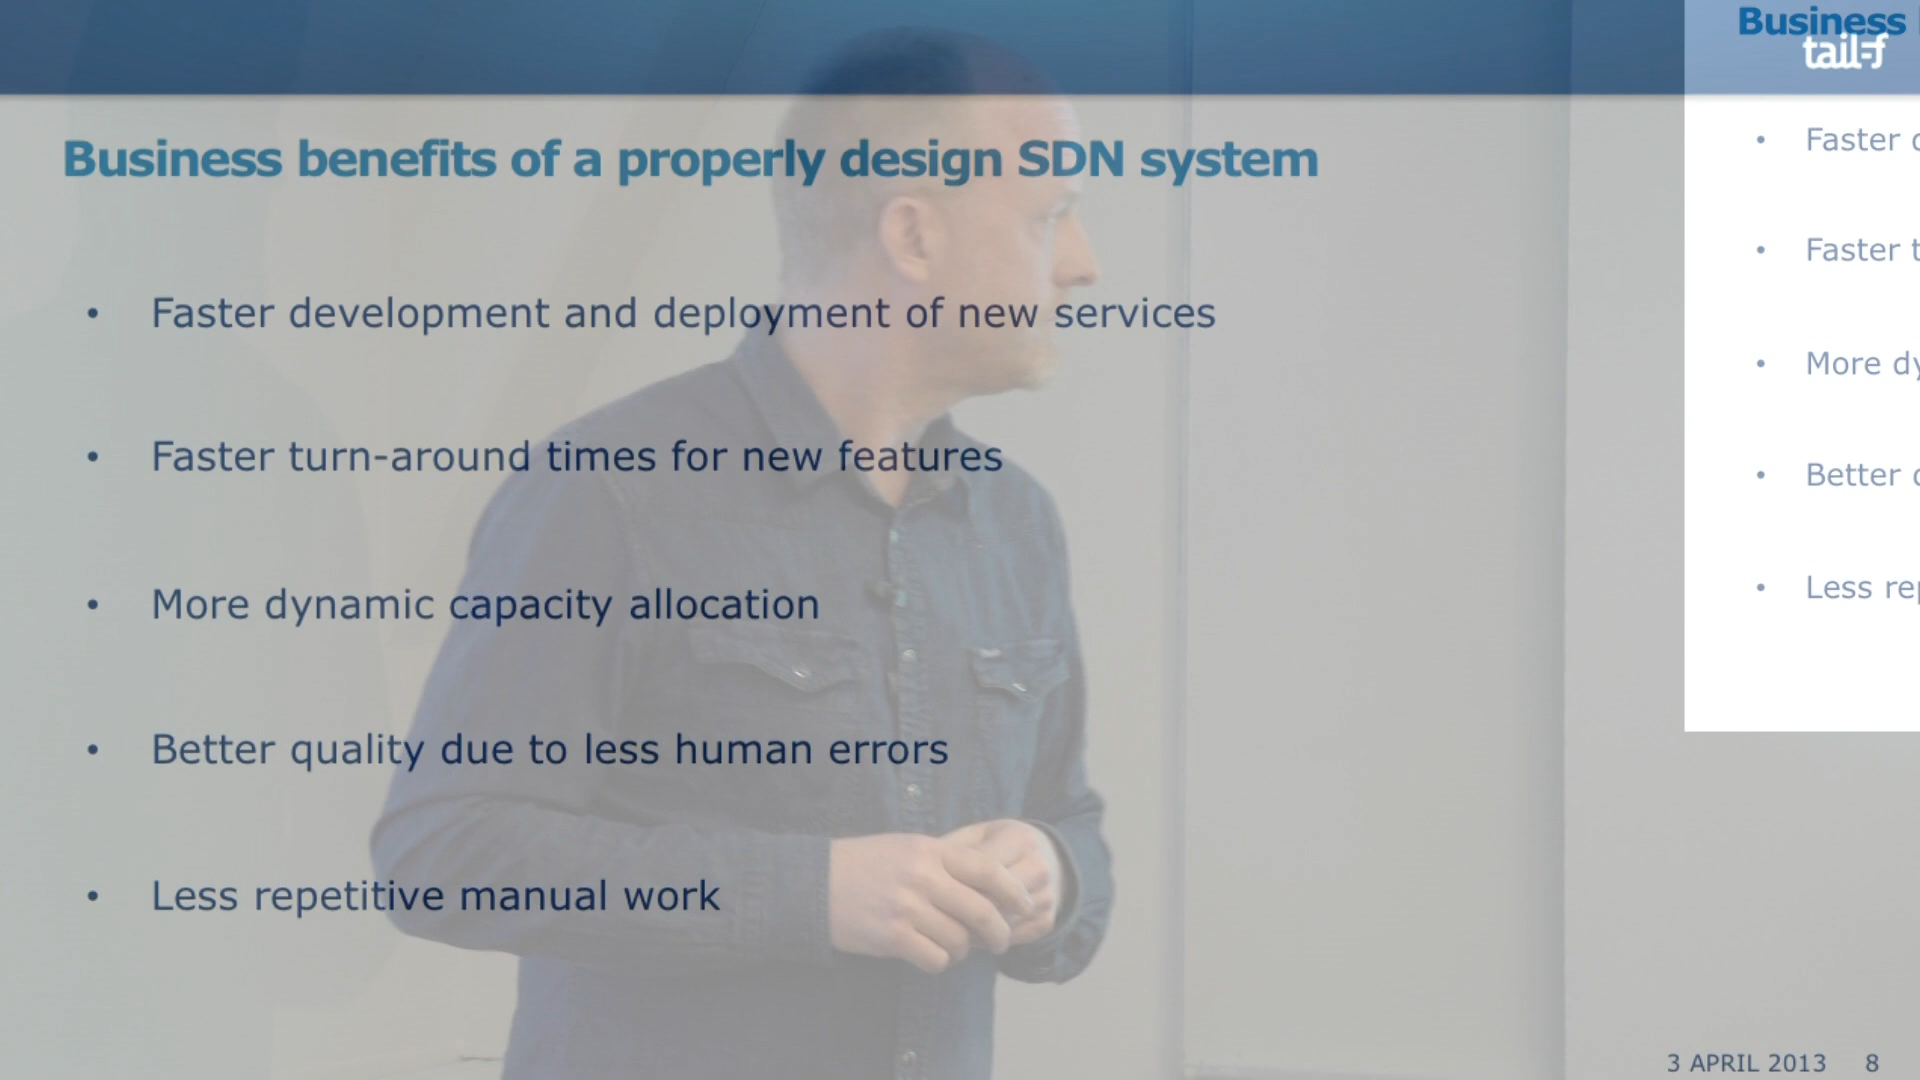 Business
tail-f
Business benefits of a properly design SDN system
• Faster development and deployment of new services
• Faster turn-around times for new features
• More dynamic capacity allocation
• Better quality due to less human errors
• Less repetitive manual work
• Faster
• Faster
• More
• Better
• Less
3 APRIL 2013 8